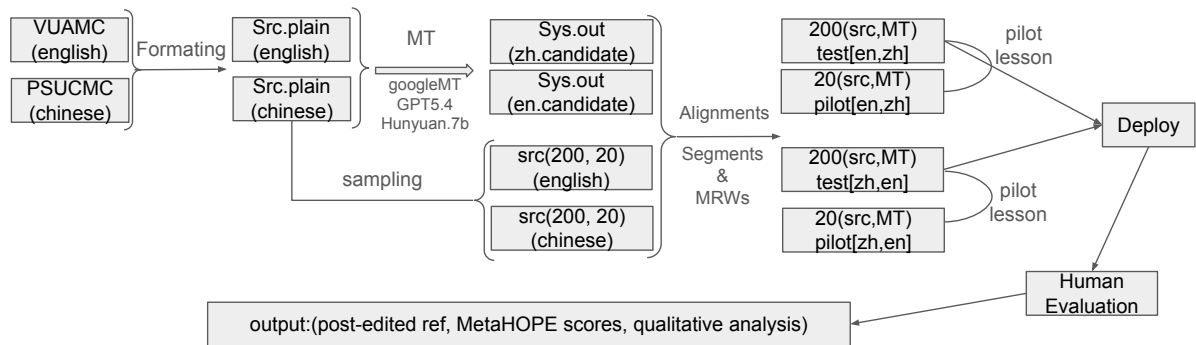 VUAMC
(english)
PSUCMC
(chinese)
Formating
Src.plain
(english)
Src.plain
(chinese)
MT
googleMT
GPT5.4
Hunyuan.7b
sampling
Sys.out
(zh.candidate)
Sys.out
(en.candidate)
src(200, 20)
(english)
src(200, 20)
(chinese)
Alignments
Segments
&
MRWs
200(src,MT)
test[en,zh]
20(src,MT)
pilot[en,zh]
pilot
lesson
200(src,MT)
test[zh,en]
20(src,MT)
pilot[zh,en]
pilot
lesson
Deploy
Human
Evaluation
output:(post-edited ref, MetaHOPE scores, qualitative analysis)